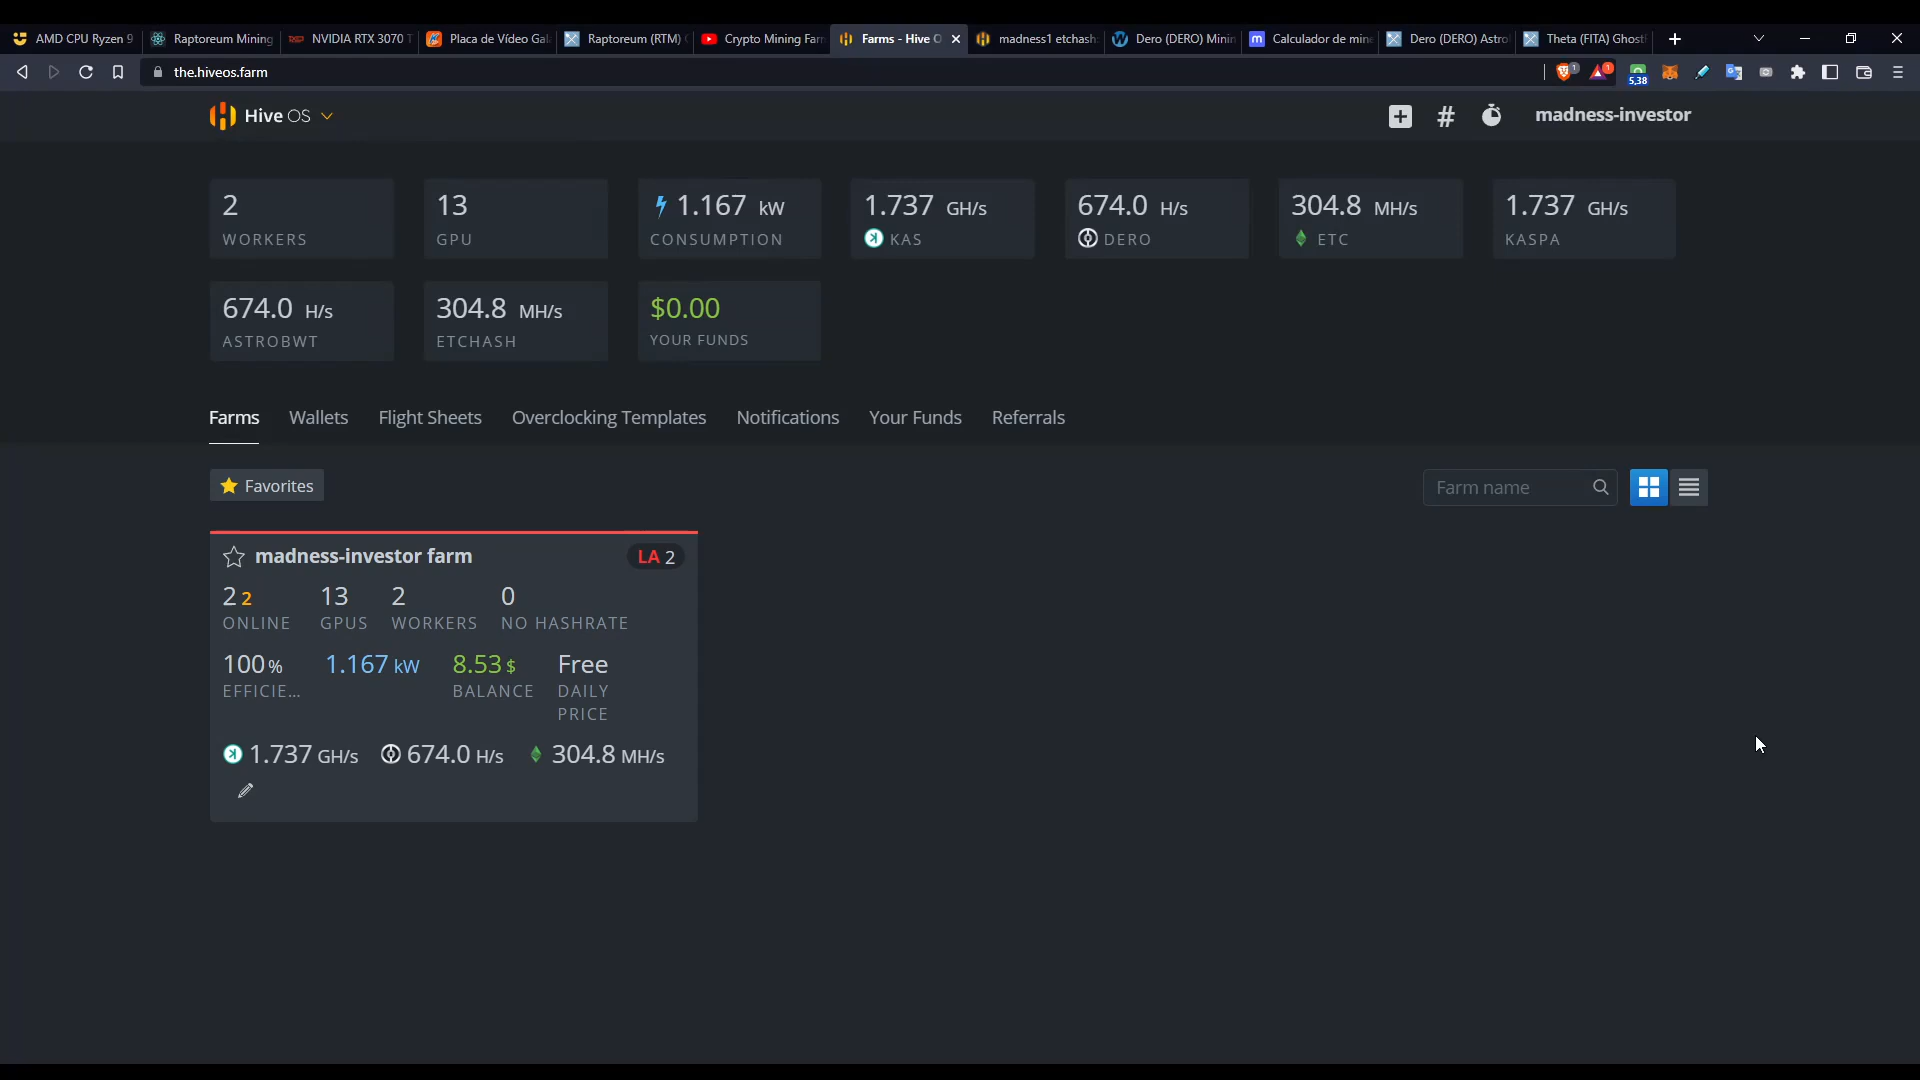 AMD CPU Ryzen 9 Raptoreum Mining NVIDIA RTX 3070 T Placa de Vídeo Gal Raptoreum (RTM) Crypto Mining Farm Farms - Hive O madness1 etchash Dero (DERO) Minin Calculador de mine Dero (DERO) Astro Theta (FITA) Ghost
the.hiveos.farm 1 1 5,38
Hive OS # madness-investor
2 13 1.167 kW 1.737 GH/s 674.0 H/s 304.8 MH/s 1.737 GH/s
WORKERS GPU CONSUMPTION KAS DERO ETC KASPA
674.0 H/s 304.8 MH/s $0.00
ASTROBWT ETCHASH YOUR FUNDS
Farms Wallets Flight Sheets Overclocking Templates Notifications Your Funds Referrals
Favorites Farm name
madness-investor farm LA 2
2 2 13 2 0
ONLINE GPUS WORKERS NO HASHRATE
100% 1.167 kW 8.53 $ Free
EFFICIE... BALANCE DAILY
PRICE
1.737 GH/s 674.0 H/s 304.8 MH/s